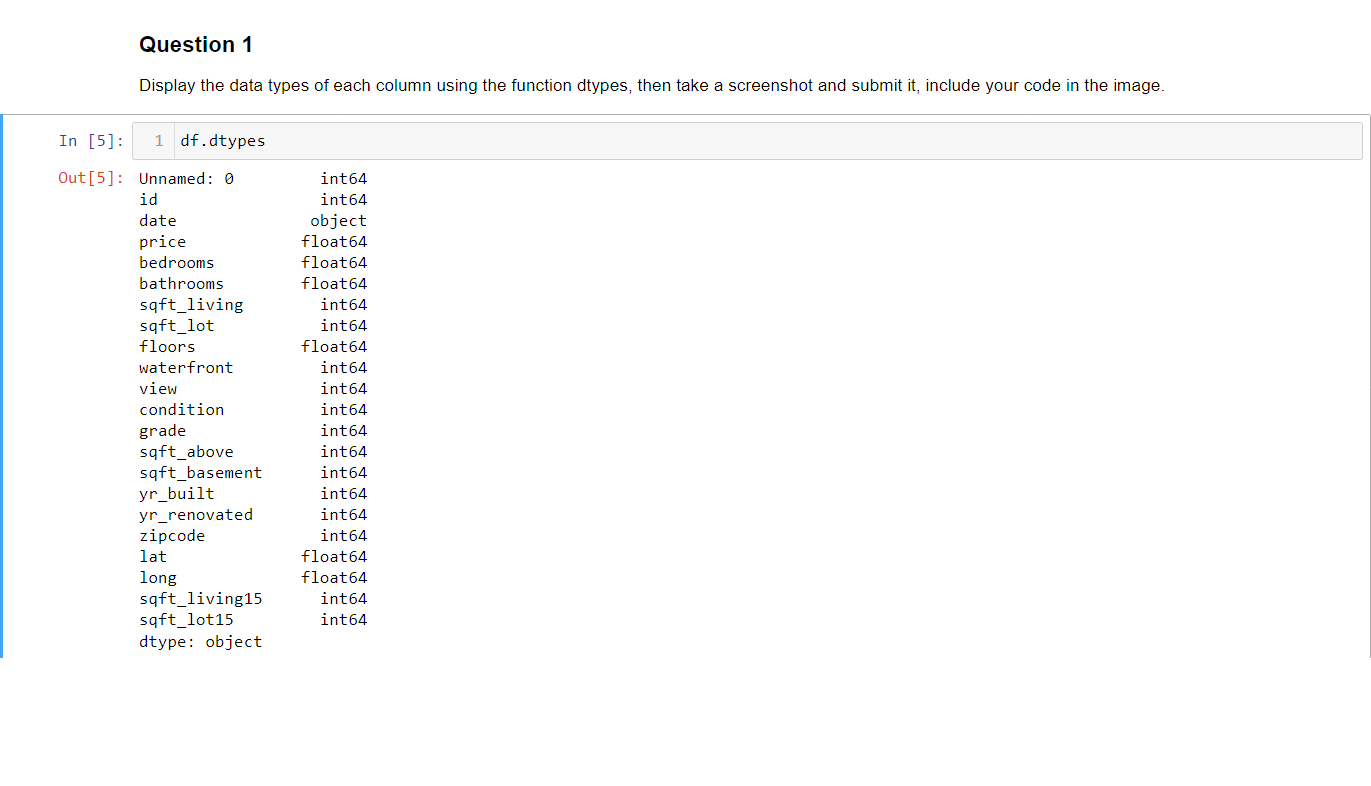 Question 1
Display the data types of each column using the function dtypes, then take a screenshot and submit it, include your code in the image.
In [5]: 1 df.dtypes
Out[5]: Unnamed: 0 int64
id int64
date object
price float64
bedrooms float64
bathrooms float64
sqft_living int64
sqft_lot int64
floors float64
waterfront int64
view int64
condition int64
grade int64
sqft_above int64
sqft_basement int64
yr_built int64
yr_renovated int64
zipcode int64
lat float64
long float64
sqft_living15 int64
sqft_lot15 int64
dtype: object